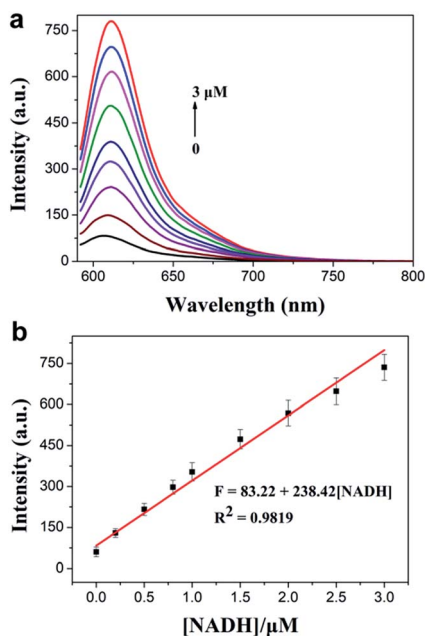 a
750
600
450
300
150
0
Intensity (a.u.)
3 μM
0
600
650
700
750
800
Wavelength (nm)
b
750
600
450
300
150
0
Intensity (a.u.)
F = 83.22 + 238.42[NADH]
R² = 0.9819
0.0
0.5
1.0
1.5
2.0
2.5
3.0
[NADH]/μM